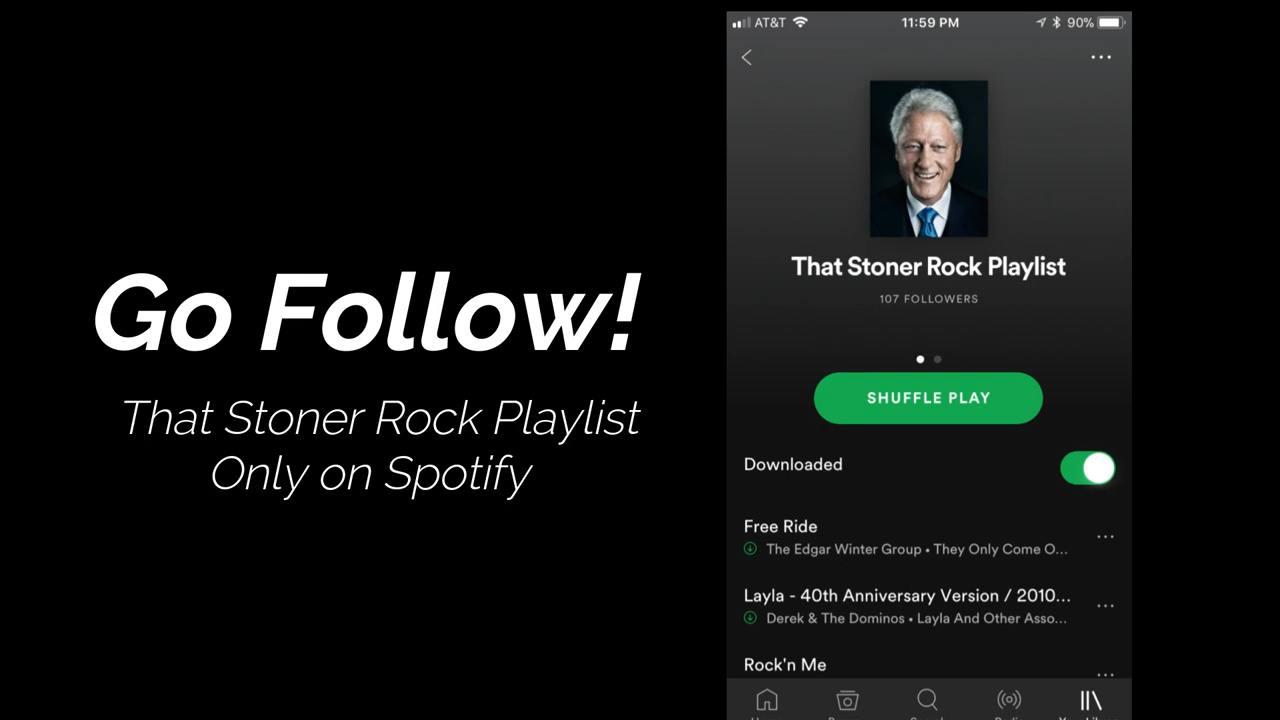 Go Follow!
That Stoner Rock Playlist
Only on Spotify
AT&T 11:59 PM 90%
That Stoner Rock Playlist
107 FOLLOWERS
SHUFFLE PLAY
Downloaded
Free Ride
The Edgar Winter Group • They Only Come O...
Layla - 40th Anniversary Version / 2010...
Derek & The Dominos • Layla And Other Asso...
Rock'n Me